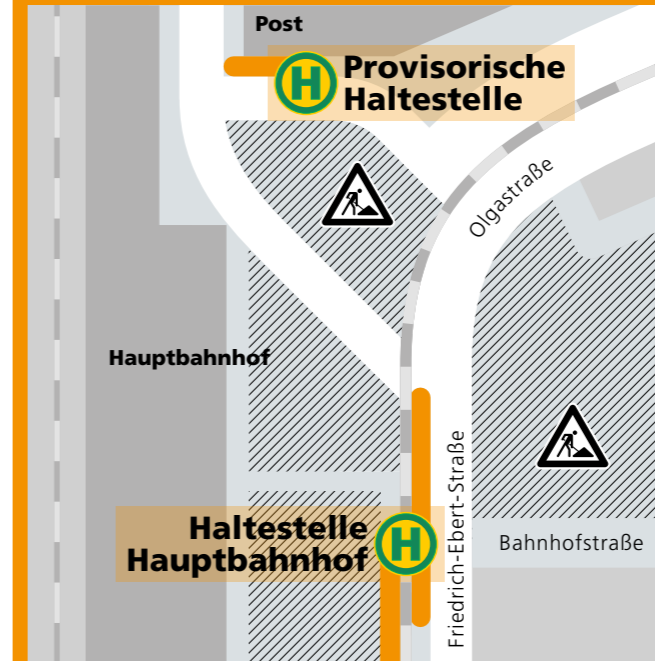 Post
H
Provisorische
Haltestelle
Olgastraße
Hauptbahnhof
Friedrich-Ebert-Straße
Haltestelle
Hauptbahnhof
H
Bahnhofstraße